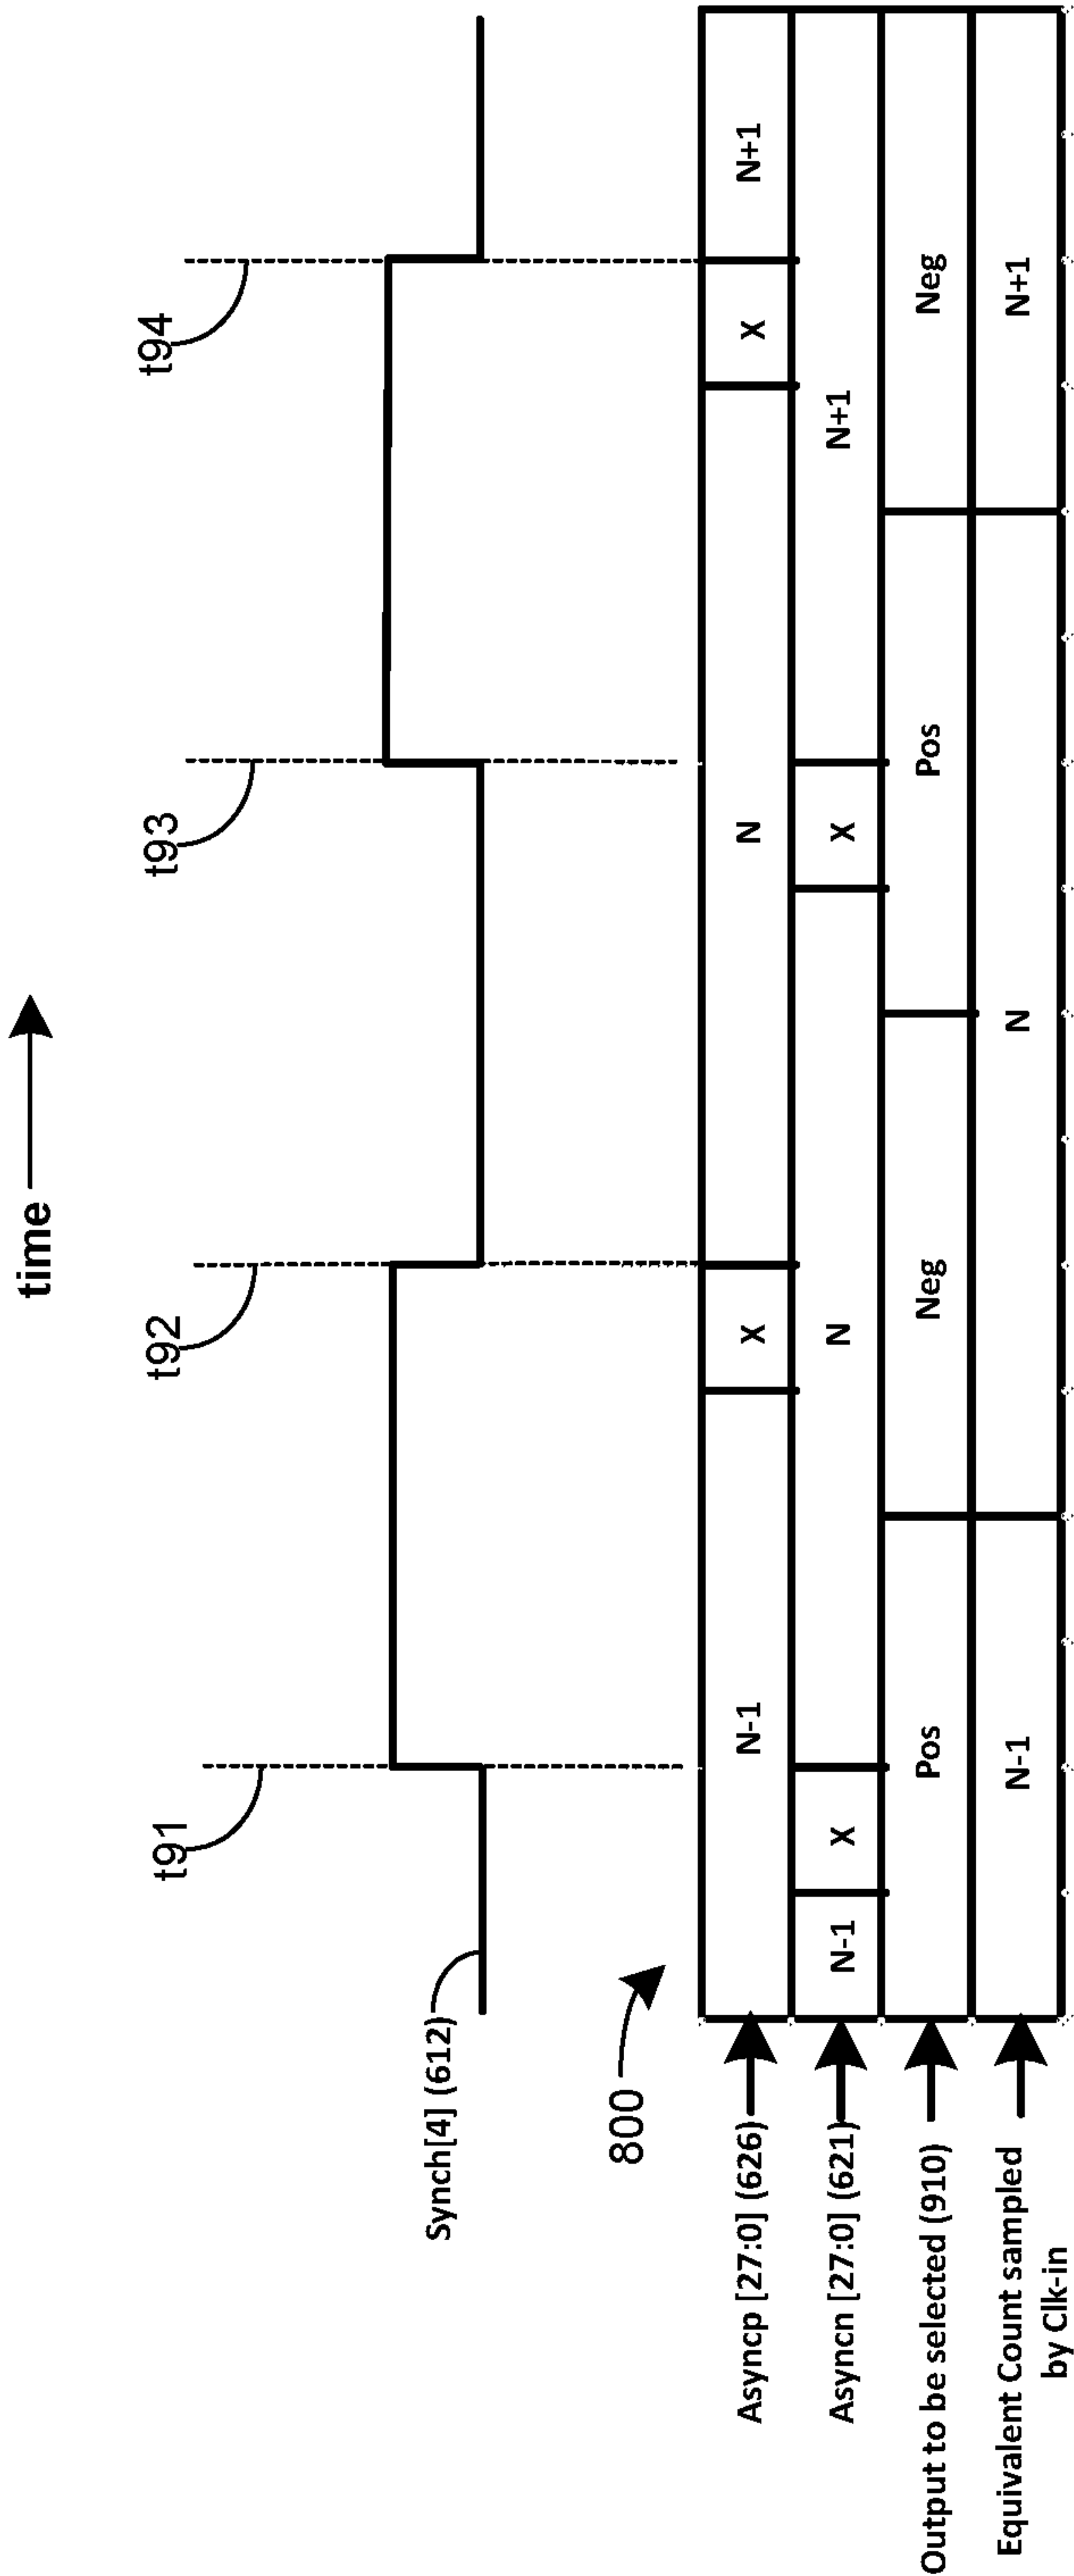 time
t91
t92
t93
t94
Synch[4] (612)
800
Asyncp [27:0] (626)
N-1
X
N
X
N+1
Asyncn [27:0] (621)
N-1
X
N
X
N+1
Output to be selected (910)
Pos
Neg
Pos
Neg
Equivalent Count sampled
by Clk-in
N-1
N
N+1